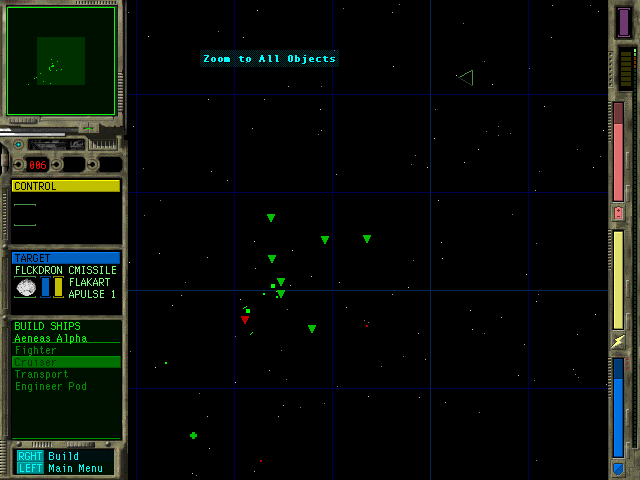 Zoom to All Objects
006
CONTROL
TARGET
FLCKDRON CMISSILE
FLAKART
APULSE 1
BUILD SHIPS
Aeneas Alpha
Fighter
Cruiser
Transport
Engineer Pod
RGHT Build
LEFT Main Menu